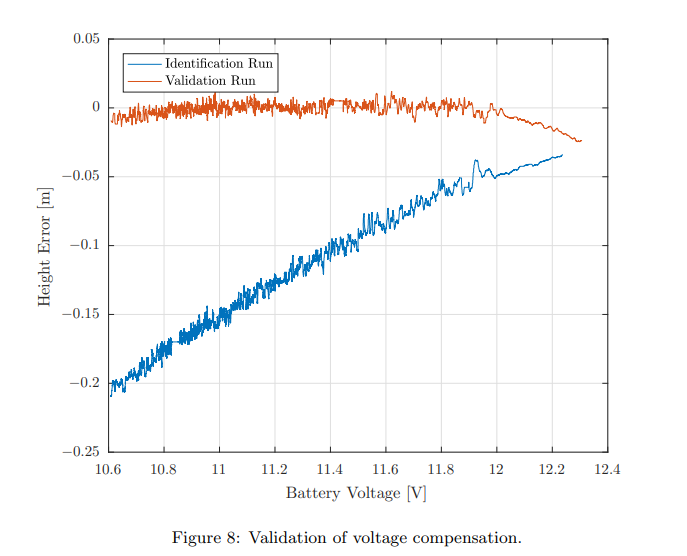 0.05
Identification Run
Validation Run
0
−0.05
−0.1
−0.15
−0.2
−0.25
Height Error [m]
10.6 10.8 11 11.2 11.4 11.6 11.8 12 12.2 12.4
Battery Voltage [V]
Figure 8: Validation of voltage compensation.